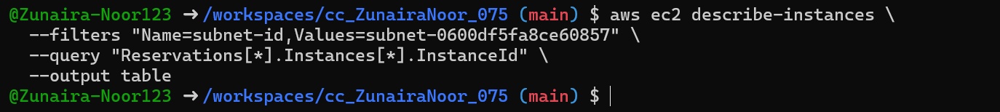 @Zunaira-Noor123 ➜ /workspaces/cc_ZunairaNoor_075 (main) $ aws ec2 describe-instances \
  --filters "Name=subnet-id,Values=subnet-0600df5fa8ce60857" \
  --query "Reservations[*].Instances[*].InstanceId" \
  --output table
@Zunaira-Noor123 ➜ /workspaces/cc_ZunairaNoor_075 (main) $